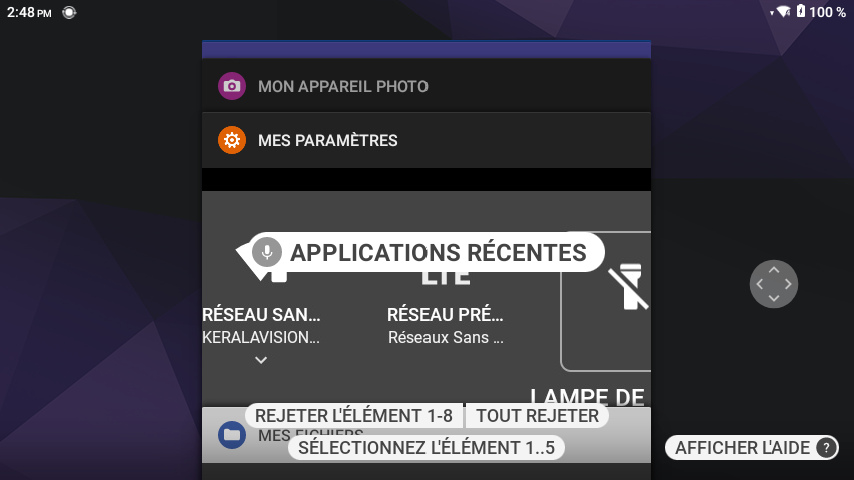 2:48 PM
100 %
MON APPAREIL PHOTO
MES PARAMÈTRES
APPLICATIONS RÉCENTES
LTE
RÉSEAU SAN... RÉSEAU PRÉ...
KERALAVISION... Réseaux Sans ...
LAMPE DE
REJETER L'ÉLÉMENT 1-8 TOUT REJETER
MES FICHIERS
SÉLECTIONNEZ L'ÉLÉMENT 1..5
AFFICHER L'AIDE ?